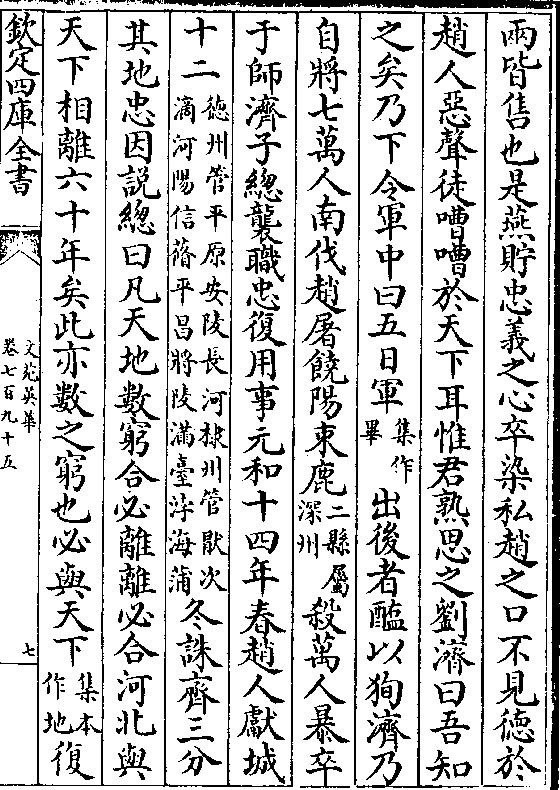 兩皆售也是燕貯忠義之心卒染私趙之口不見德於
趙人惡聲徒嘈嘈於天下耳惟君熟思之劉濟曰吾知
之矣乃下令軍中曰五日軍集作畢出後者醢以狥濟乃
自將七萬人南伐趙屠饒陽束鹿二縣屬深州殺萬人暴卒
于師濟子總襲職忠復用事元和十四年春趙人獻城
十二德州管平原安陵長河棣州管厭次滴河陽信蓨平昌將陵蒲臺渤海蒲冬誅齊三分
其地忠因説總曰凡天地數窮合必離離必合河北與
天下相離六十年矣此亦數之窮也必與天下集本作地復
欽定四庫全書
文苑英華
卷七百九十五
七